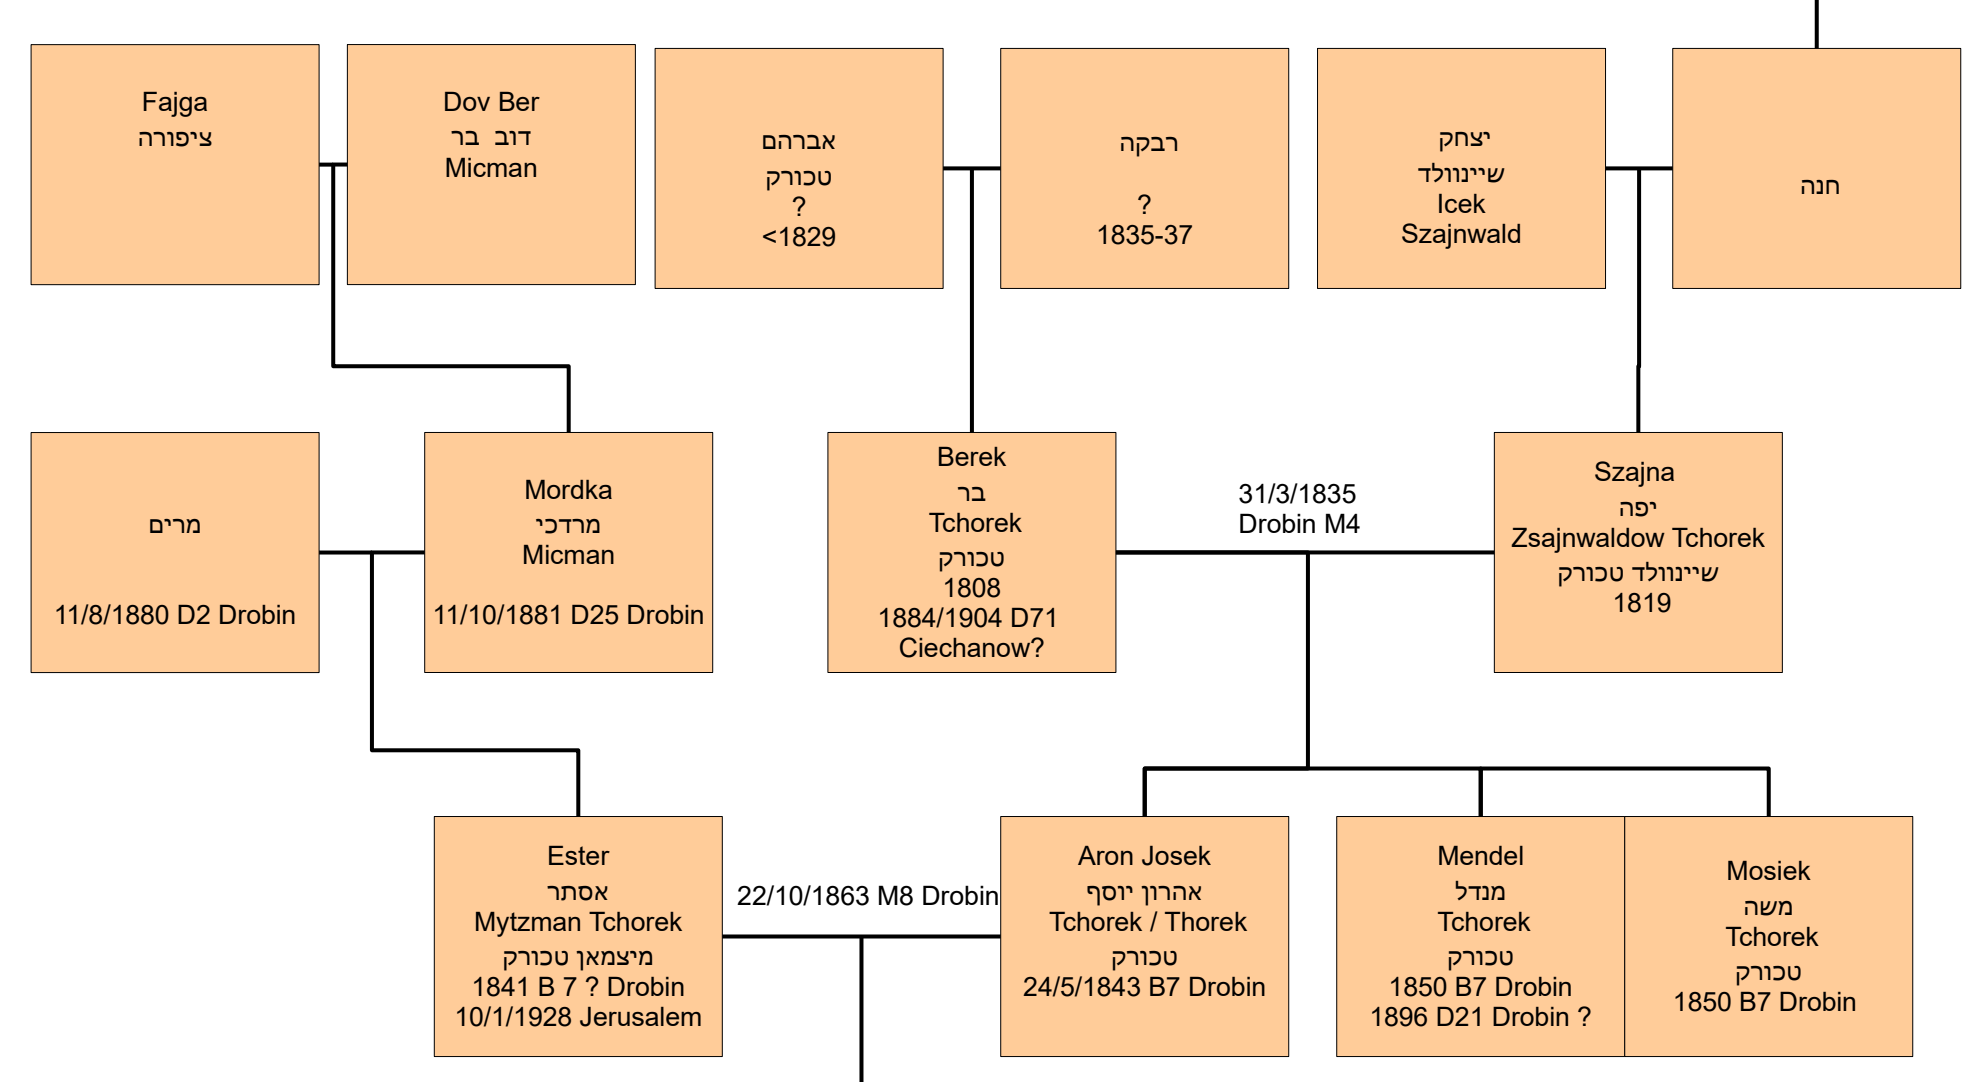 Fajga
ציפורה
Dov Ber
דוב בר
Micman
אברהם
טכורק
?
<1829
רבקה
?
1835-37
יצחק
שיינוולד
Icek
Szajnwald
חנה
מרים
11/8/1880 D2 Drobin
Mordka
מרדכי
Micman
11/10/1881 D25 Drobin
Berek
בר
Tchorek
טכורק
1808
1884/1904 D71
Ciechanow?
31/3/1835
Drobin M4
Szajna
יפה
Zsajnwaldow Tchorek
שיינוולד טכורק
1819
Ester
אסתר
Mytzman Tchorek
מיצמאן טכורק
1841 B 7 ? Drobin
10/1/1928 Jerusalem
22/10/1863 M8 Drobin
Aron Josek
אהרון יוסף
Tchorek / Thorek
טכורק
24/5/1843 B7 Drobin
Mendel
מנדל
Tchorek
טכורק
1850 B7 Drobin
1896 D21 Drobin ?
Mosiek
משה
Tchorek
טכורק
1850 B7 Drobin